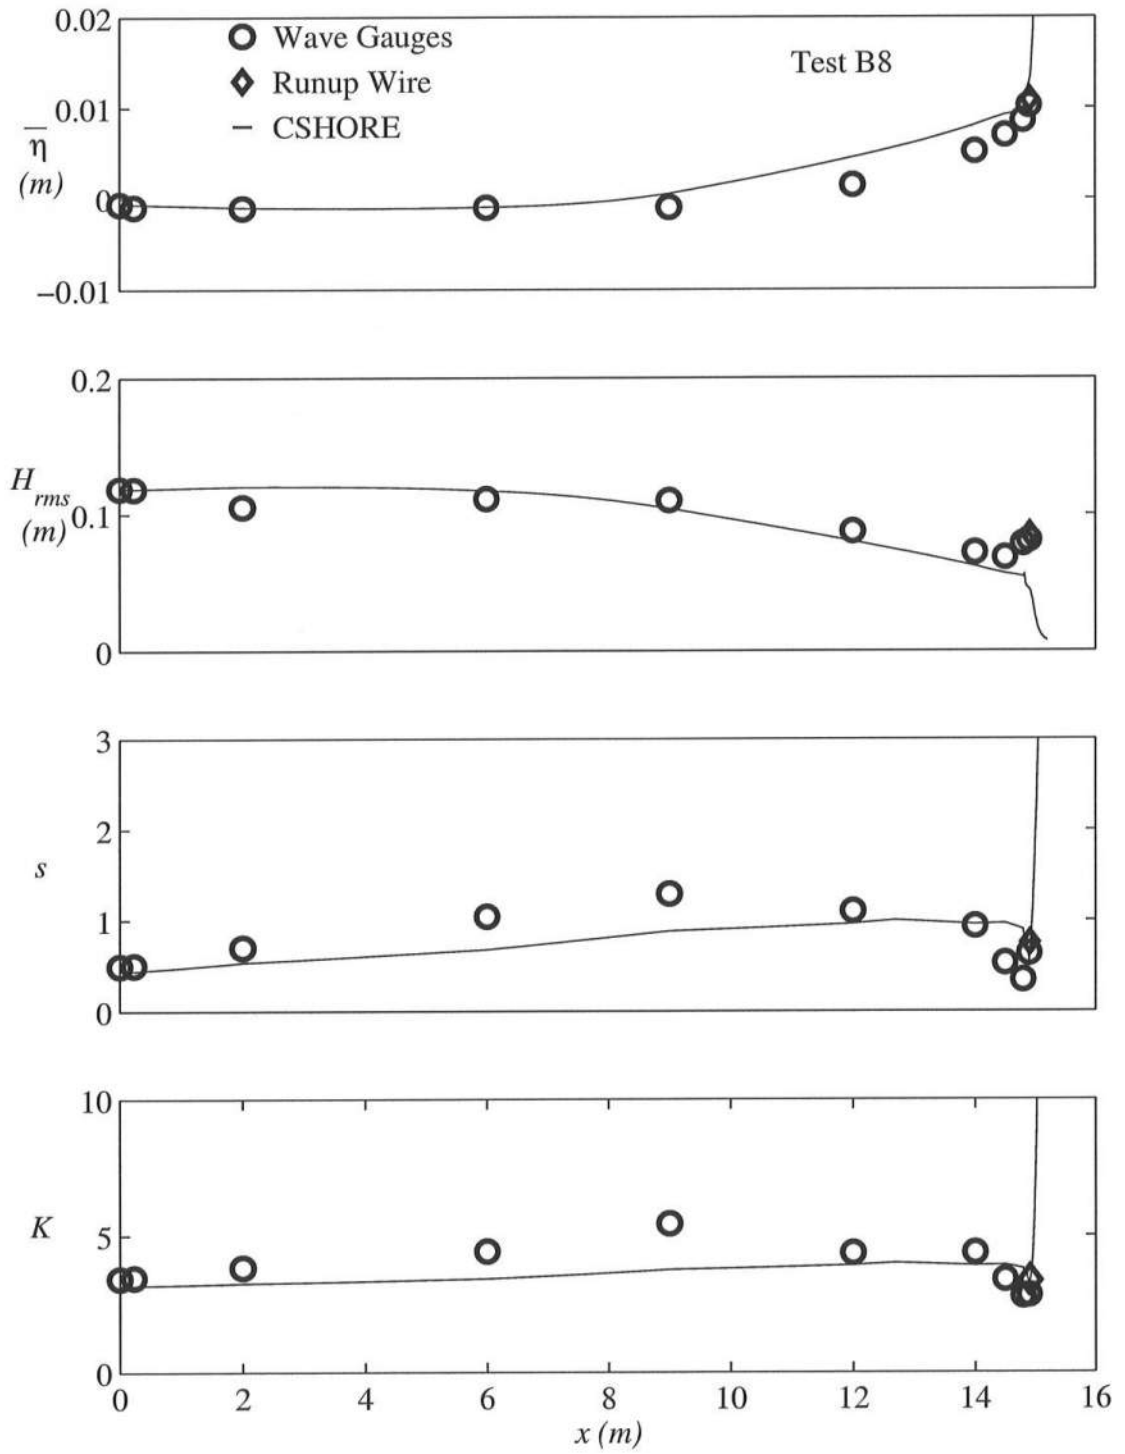 0.02
Wave Gauges
Test B8
Runup Wire
0.01
CSHORE
η
(m)
0
−0.01
0.2
H rms
(m)
0.1
0
3
2
s
1
0
10
K
5
0
0 2 4 6 8 10 12 14 16
x (m)